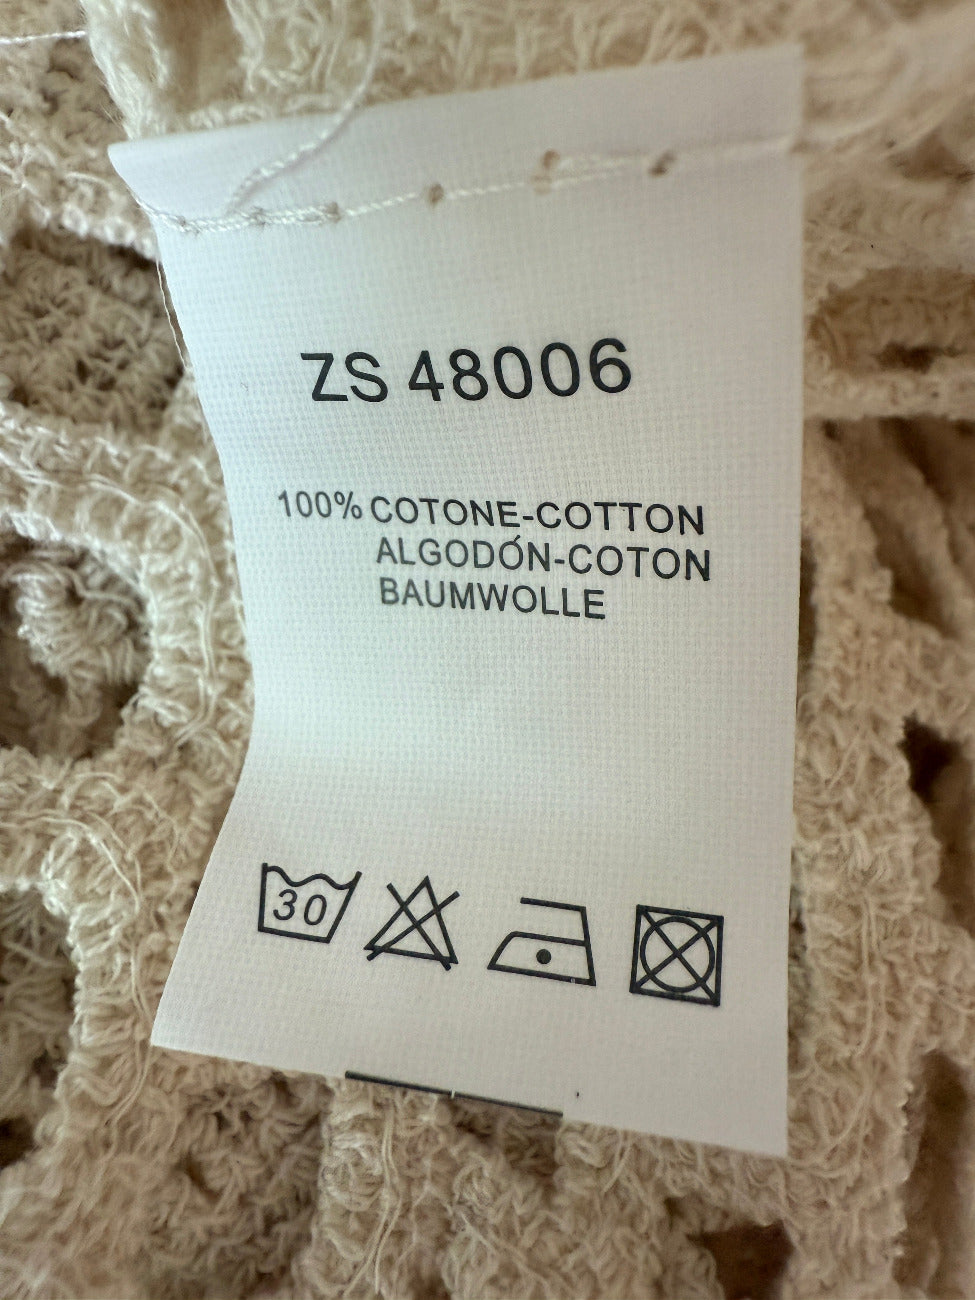 ZS 48006
100% COTONE-COTTON
ALGODÓN-COTON
BAUMWOLLE
30